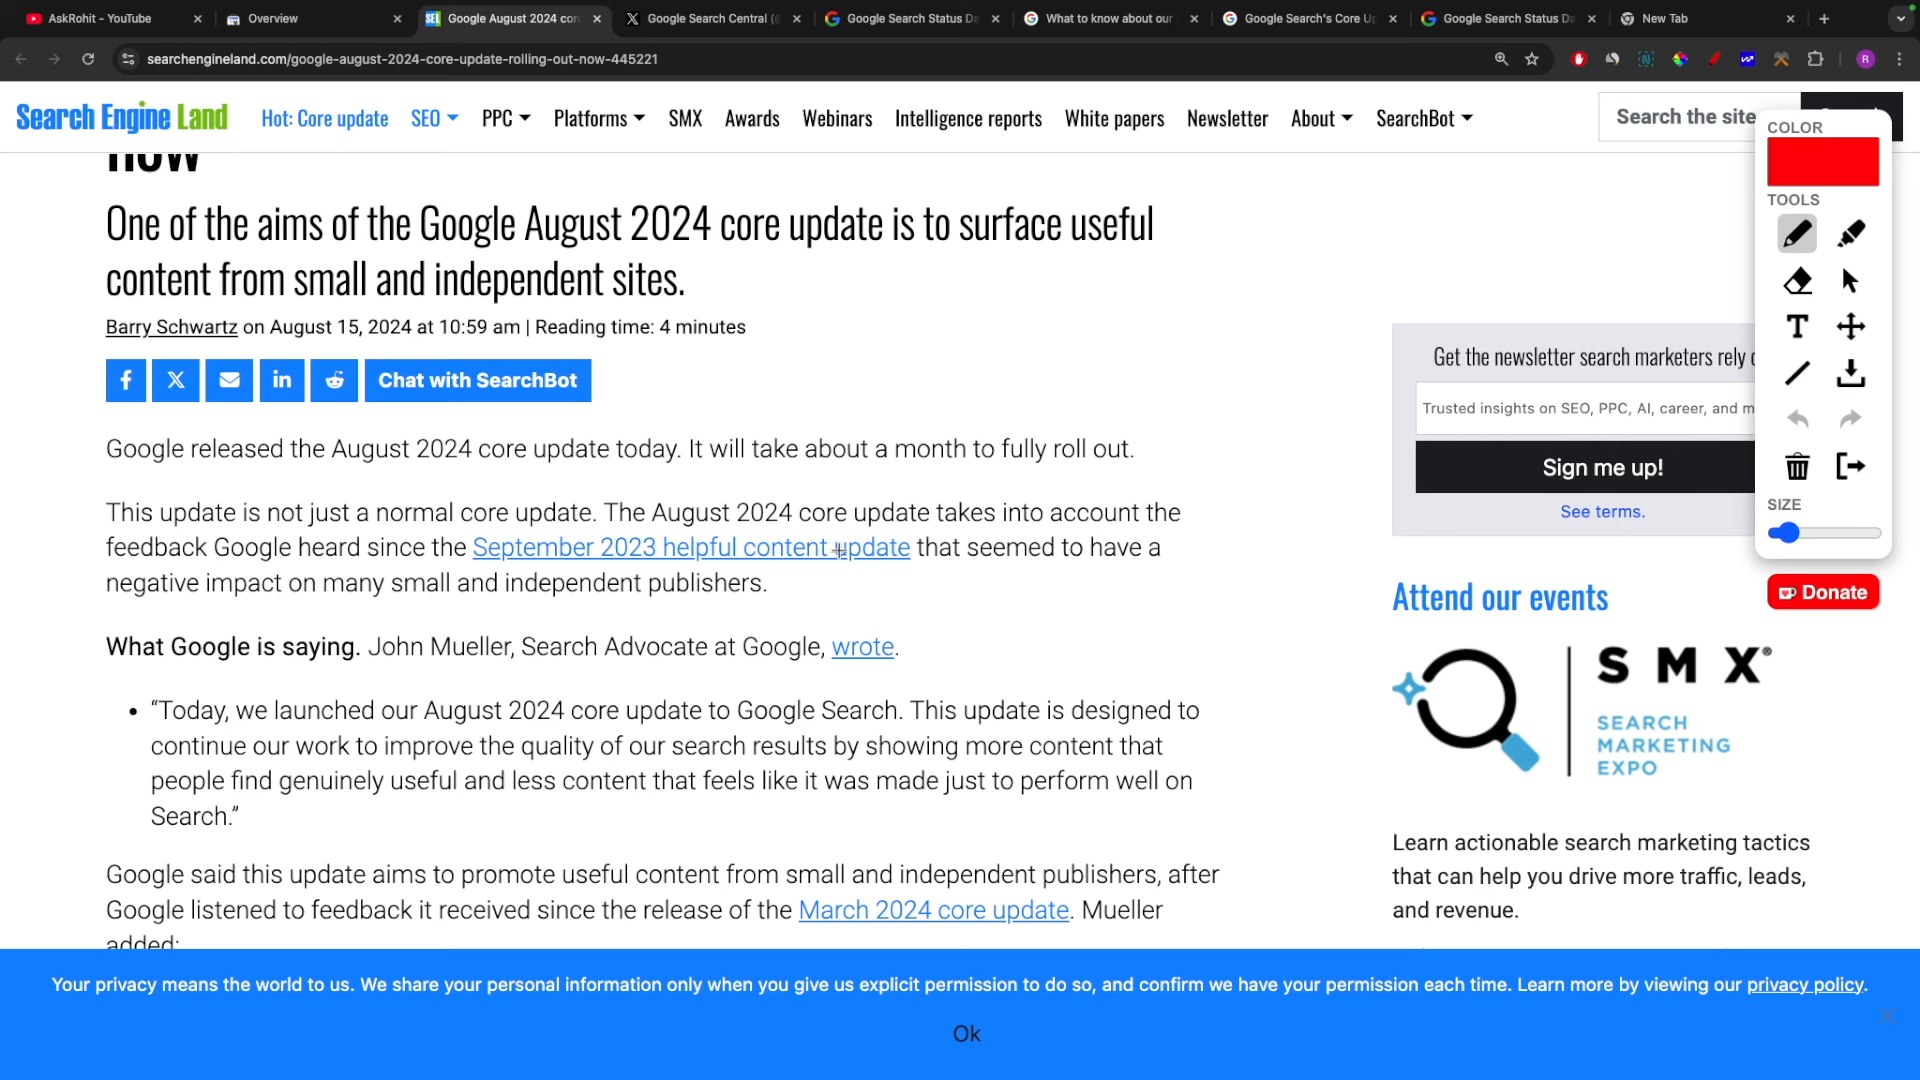 AskRohit - YouTube
Overview
Google August 2024 cor
Google Search Central (
Google Search Status Da
What to know about our
Google Search's Core Up
Google Search Status Da
New Tab
searchengineland.com/google-august-2024-core-update-rolling-out-now-445221
R
Search Engine Land
Hot: Core update
SEO
PPC
Platforms
SMX
Awards
Webinars
Intelligence reports
White papers
Newsletter
About
SearchBot
Search the site
COLOR
TOOLS
SIZE
Donate
now
One of the aims of the Google August 2024 core update is to surface useful
content from small and independent sites.
Barry Schwartz on August 15, 2024 at 10:59 am | Reading time: 4 minutes
Chat with SearchBot
Google released the August 2024 core update today. It will take about a month to fully roll out.
This update is not just a normal core update. The August 2024 core update takes into account the
feedback Google heard since the September 2023 helpful content update that seemed to have a
negative impact on many small and independent publishers.
What Google is saying. John Mueller, Search Advocate at Google, wrote.
• “Today, we launched our August 2024 core update to Google Search. This update is designed to
continue our work to improve the quality of our search results by showing more content that
people find genuinely useful and less content that feels like it was made just to perform well on
Search.”
Google said this update aims to promote useful content from small and independent publishers, after
Google listened to feedback it received since the release of the March 2024 core update. Mueller
added:
Get the newsletter search marketers rely
Trusted insights on SEO, PPC, AI, career, and m
Sign me up!
See terms.
Attend our events
SMX®
SEARCH
MARKETING
EXPO
Learn actionable search marketing tactics
that can help you drive more traffic, leads,
and revenue.
Your privacy means the world to us. We share your personal information only when you give us explicit permission to do so, and confirm we have your permission each time. Learn more by viewing our privacy policy.
Ok